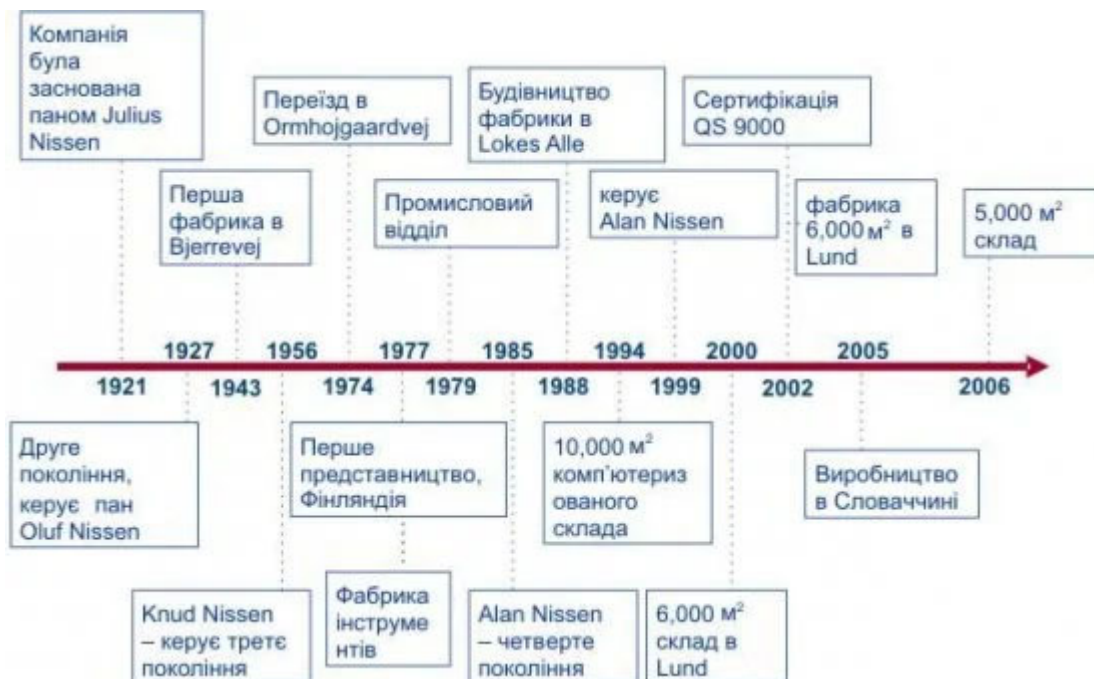 Компанія
була
заснована
паном Julius
Nissen
Переїзд в
Ormhojgaardvej
Будівництво
фабрики в
Lokes Alle
Сертифікація
QS 9000
Перша
фабрика в
Bjerrevej
Промисловий
відділ
керує
Alan Nissen
фабрика
6,000 м² в
Lund
5,000 м²
склад
1927 1956 1977 1985 1994 2000 2005
1921 1943 1974 1979 1988 1999 2002 2006
Друге
покоління,
керує пан
Oluf Nissen
Перше
представництво,
Фінляндія
10,000 м²
комп'ютериз
ованого
склада
Виробництво
в Словаччині
Knud Nissen
– керує третє
покоління
Фабрика
інструме
нтів
Alan Nissen
– четверте
покоління
6,000 м²
склад в
Lund